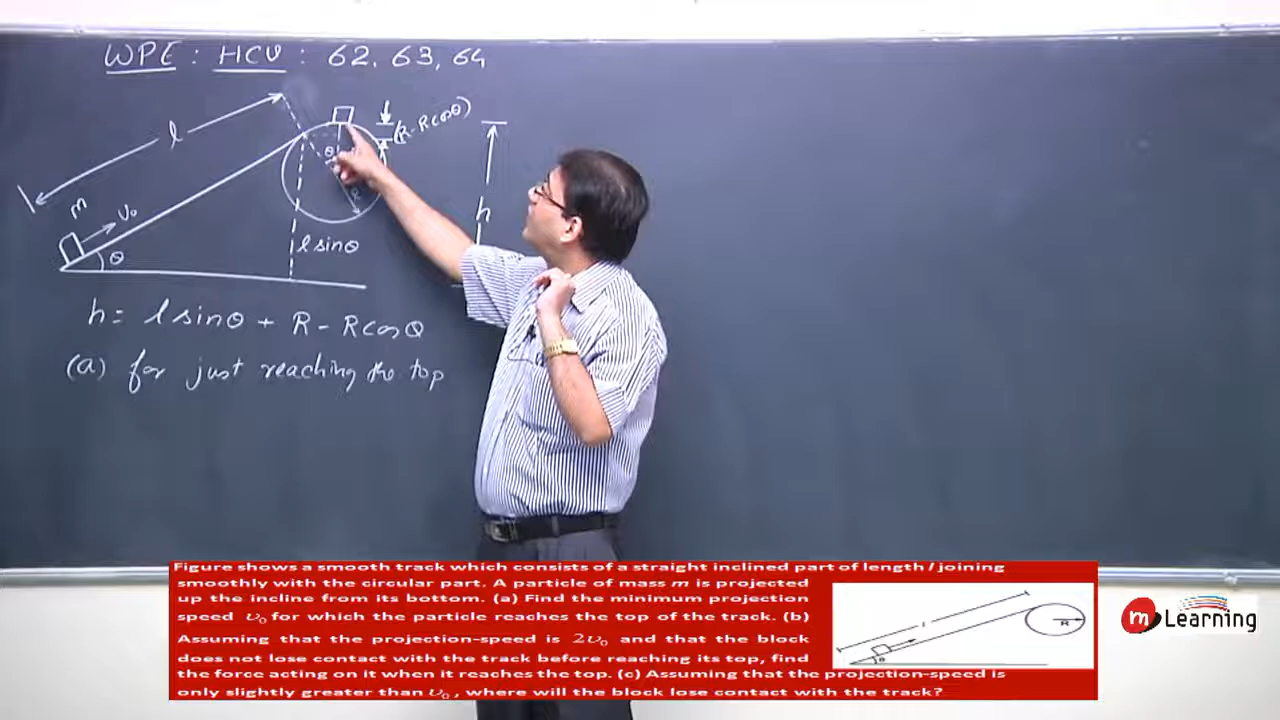 WPE : HCV : 62, 63, 64
l
(R-Rcosθ)
θ
R
h
m
v₀
θ
l sinθ
h = l sinθ + R - R cosθ
(a) for just reaching the top
Figure shows a smooth track which consists of a straight inclined part of length l joining
smoothly with the circular part. A particle of mass m is projected
up the incline from its bottom. (a) Find the minimum projection
speed υ₀ for which the particle reaches the top of the track. (b)
Assuming that the projection-speed is 2υ₀ and that the block
does not lose contact with the track before reaching its top, find
the force acting on it when it reaches the top. (c) Assuming that the projection-speed is
only slightly greater than υ₀, where will the block lose contact with the track?
l
R
θ
m Learning